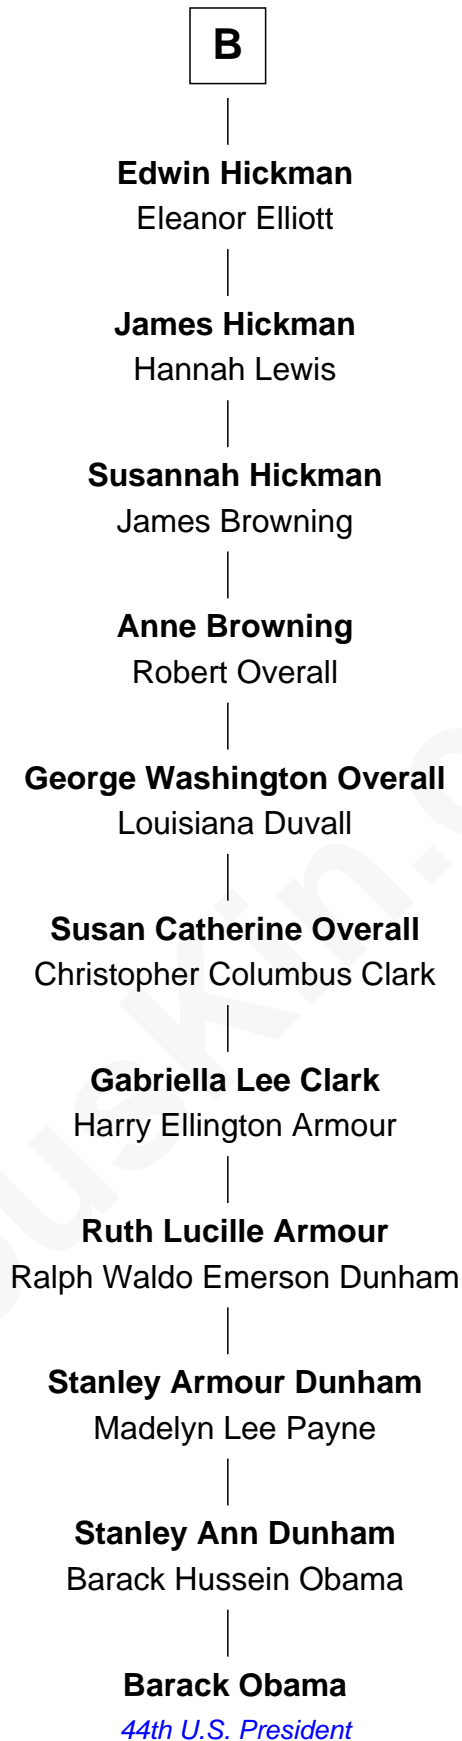 B
Edwin Hickman
Eleanor Elliott
James Hickman
Hannah Lewis
Susannah Hickman
James Browning
Anne Browning
Robert Overall
George Washington Overall
Louisiana Duvall
Susan Catherine Overall
Christopher Columbus Clark
Gabriella Lee Clark
Harry Ellington Armour
Ruth Lucille Armour
Ralph Waldo Emerson Dunham
Stanley Armour Dunham
Madelyn Lee Payne
Stanley Ann Dunham
Barack Hussein Obama
Barack Obama
44th U.S. President